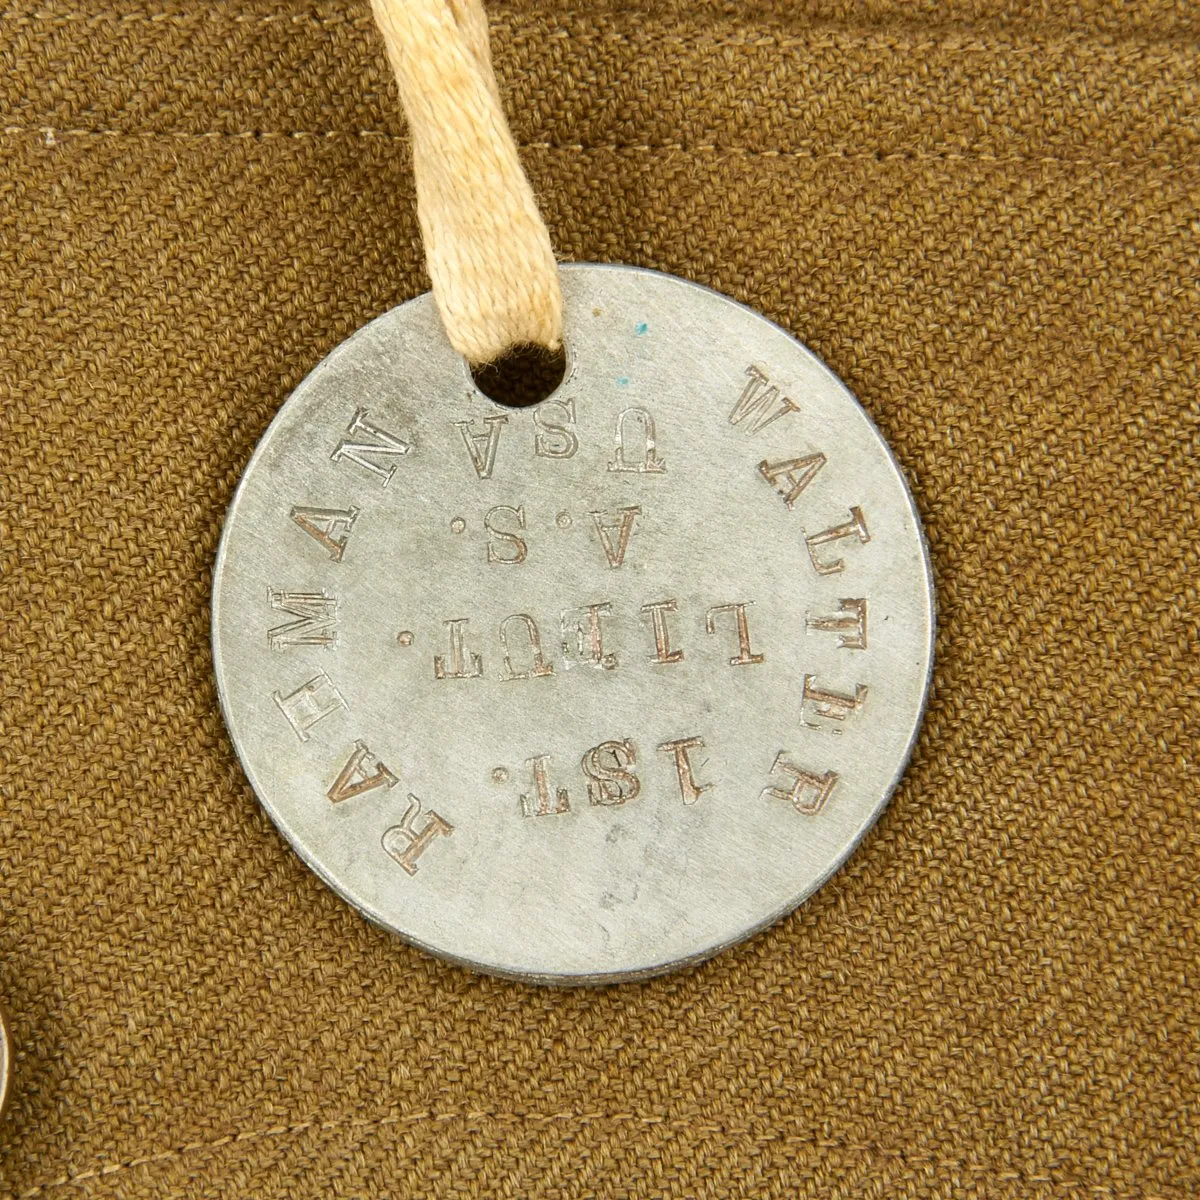 WALTER RAHMAN
1ST.
LIEUT.
A.S.
USA